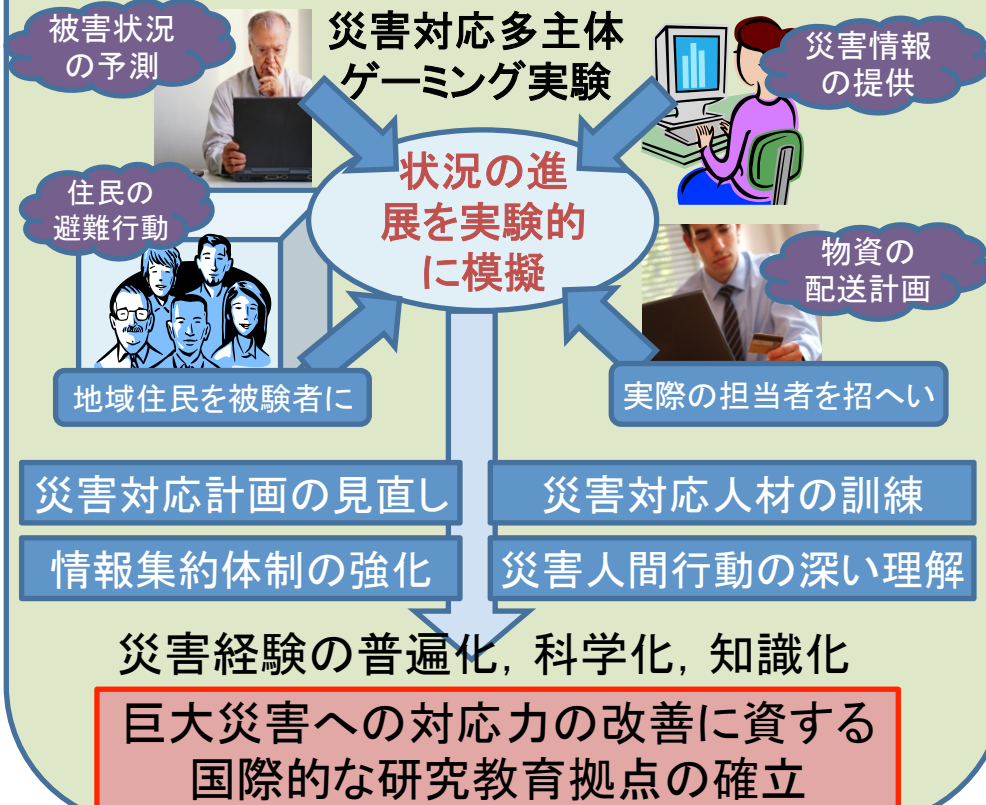 災害対応多主体
ゲーミング実験
被害状況
の予測
災害情報
の提供
住民の
避難行動
物資の
配送計画
状況の進
展を実験的
に模擬
地域住民を被験者に
実際の担当者を招へい
災害対応計画の見直し
災害対応人材の訓練
情報集約体制の強化
災害人間行動の深い理解
災害経験の普遍化, 科学化, 知識化
巨大災害への対応力の改善に資する
国際的な研究教育拠点の確立